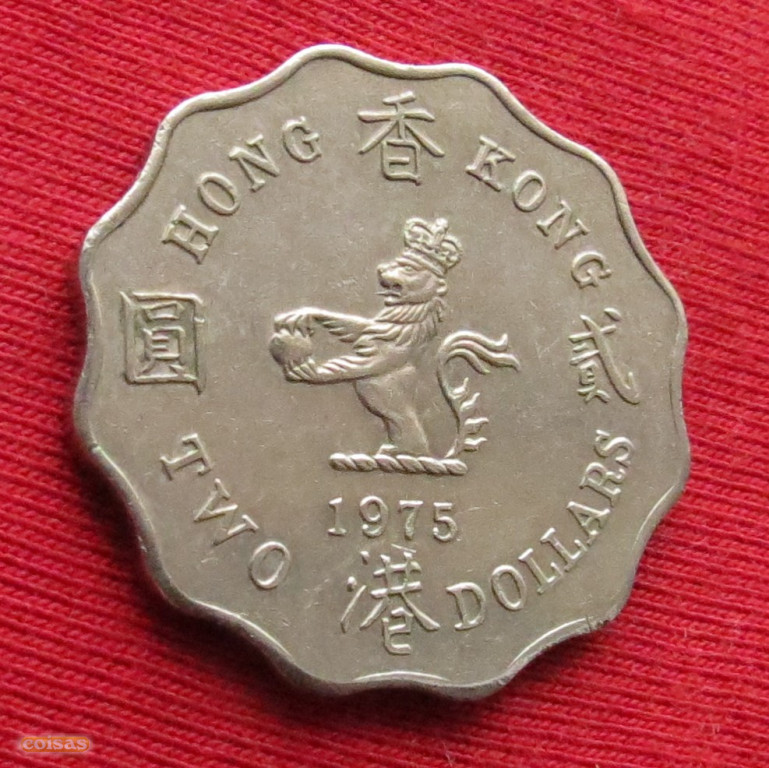 HONG KONG
香
港
貳
圓
TWO DOLLARS
1975
coisas